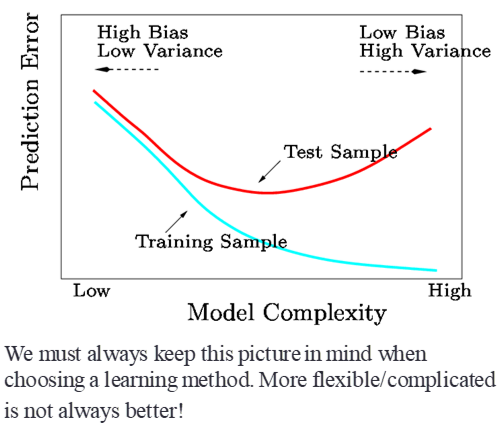 High Bias
Low Variance
Low Bias
High Variance
Prediction Error
Test Sample
Training Sample
Low
High
Model Complexity
We must always keep this picture in mind when
choosing a learning method. More flexible/complicated
is not always better!